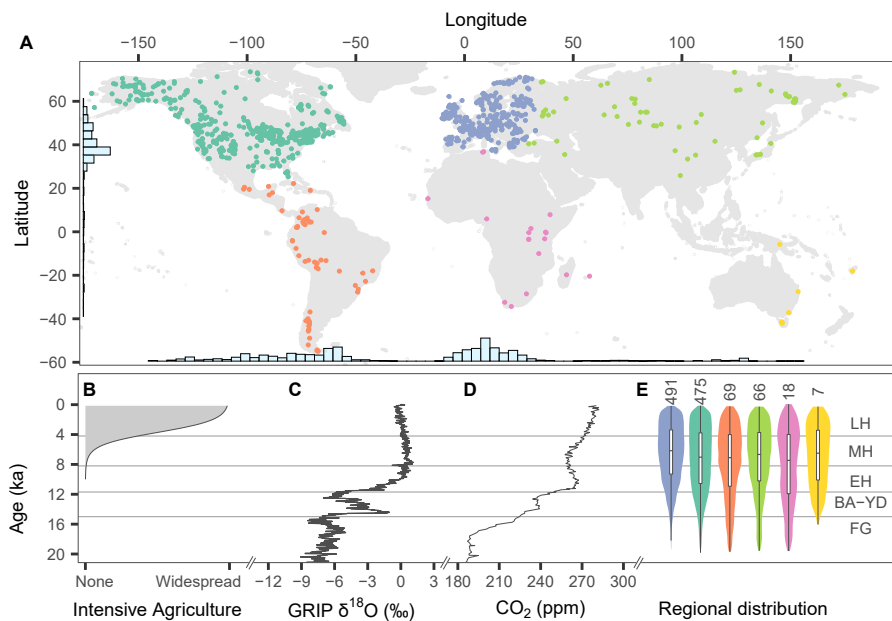 Longitude
A
−150 −100 −50 0 50 100 150
Latitude
60
40
20
0
−20
−40
−60
B C D E
491 475 69 66 18 7
Age (ka)
0
4
8
12
16
20
LH
MH
EH
BA−YD
FG
None Widespread −12 −9 −6 −3 0 3 180 210 240 270 300
Intensive Agriculture GRIP δ¹⁸O (‰) CO₂ (ppm) Regional distribution